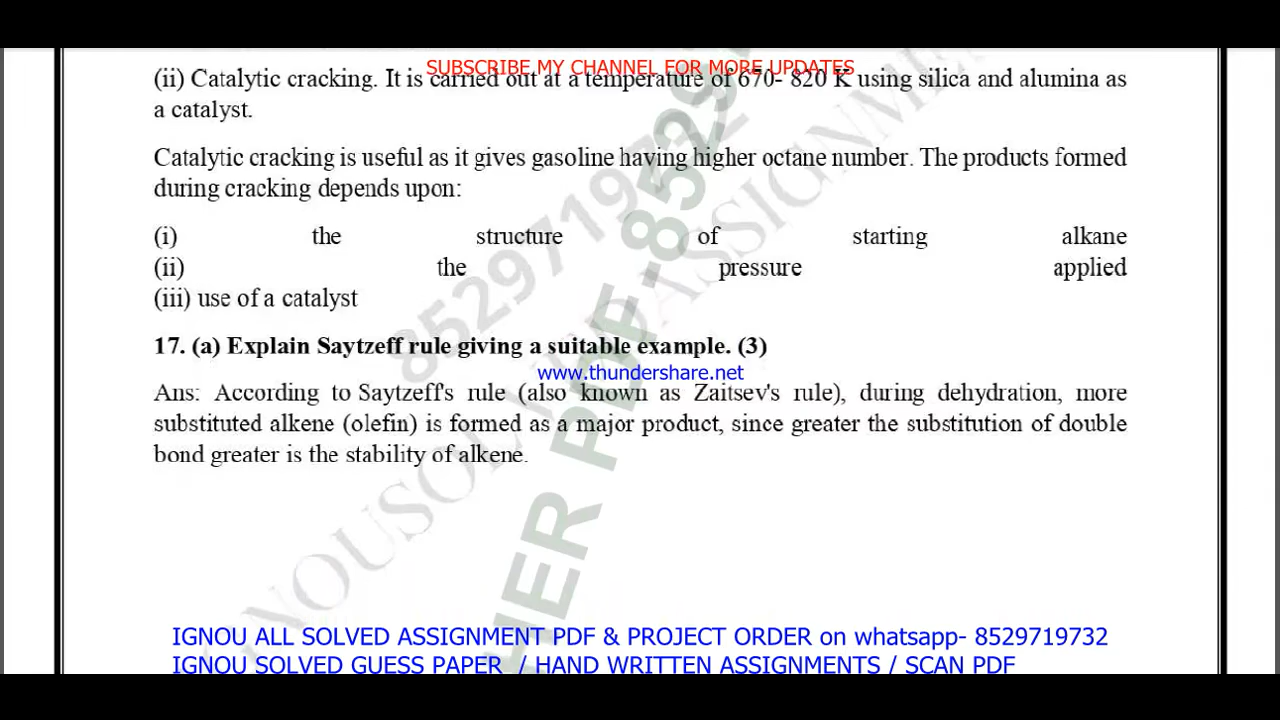 SUBSCRIBE MY CHANNEL FOR MORE UPDATES
(ii) Catalytic cracking. It is carried out at a temperature of 670- 820 K using silica and alumina as
a catalyst.
Catalytic cracking is useful as it gives gasoline having higher octane number. The products formed
during cracking depends upon:
(i) the structure of starting alkane
(ii) the pressure applied
(iii) use of a catalyst
17. (a) Explain Saytzeff rule giving a suitable example. (3)
www.thundershare.net
Ans: According to Saytzeff's rule (also known as Zaitsev's rule), during dehydration, more
substituted alkene (olefin) is formed as a major product, since greater the substitution of double
bond greater is the stability of alkene.
IGNOU ALL SOLVED ASSIGNMENT PDF & PROJECT ORDER on whatsapp- 8529719732
IGNOU SOLVED GUESS PAPER / HAND WRITTEN ASSIGNMENTS / SCAN PDF